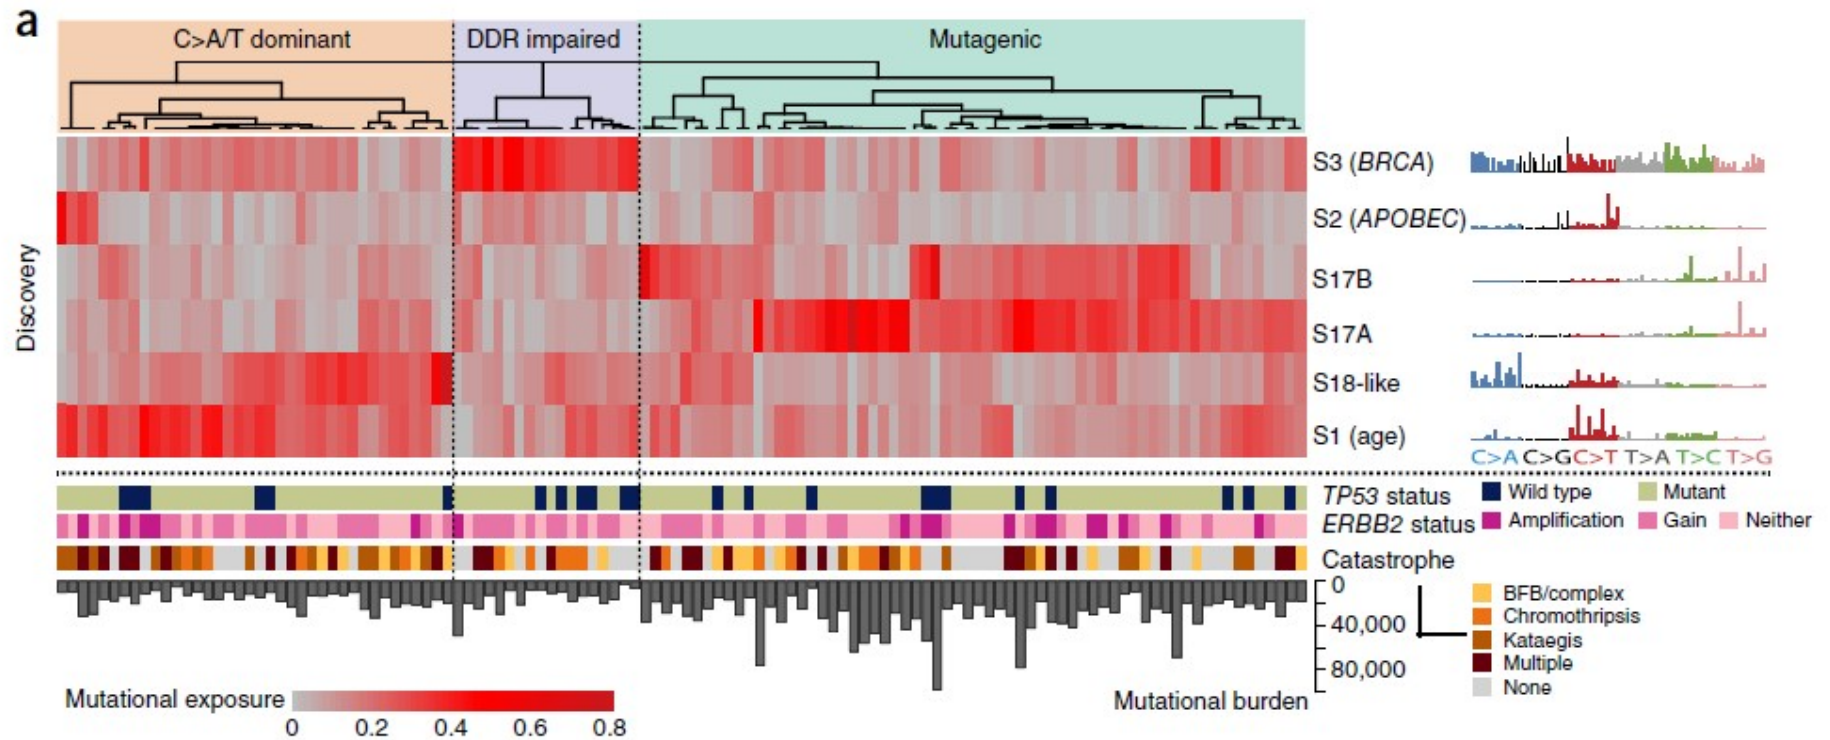 a
C>A/T dominant
DDR impaired
Mutagenic
Discovery
S3 (BRCA)
S2 (APOBEC)
S17B
S17A
S18-like
S1 (age)
C>A C>G C>T T>A T>C T>G
TP53 status
Wild type
Mutant
ERBB2 status
Amplification
Gain
Neither
Catastrophe
0
40,000
80,000
BFB/complex
Chromothripsis
Kataegis
Multiple
None
Mutational exposure
0 0.2 0.4 0.6 0.8
Mutational burden